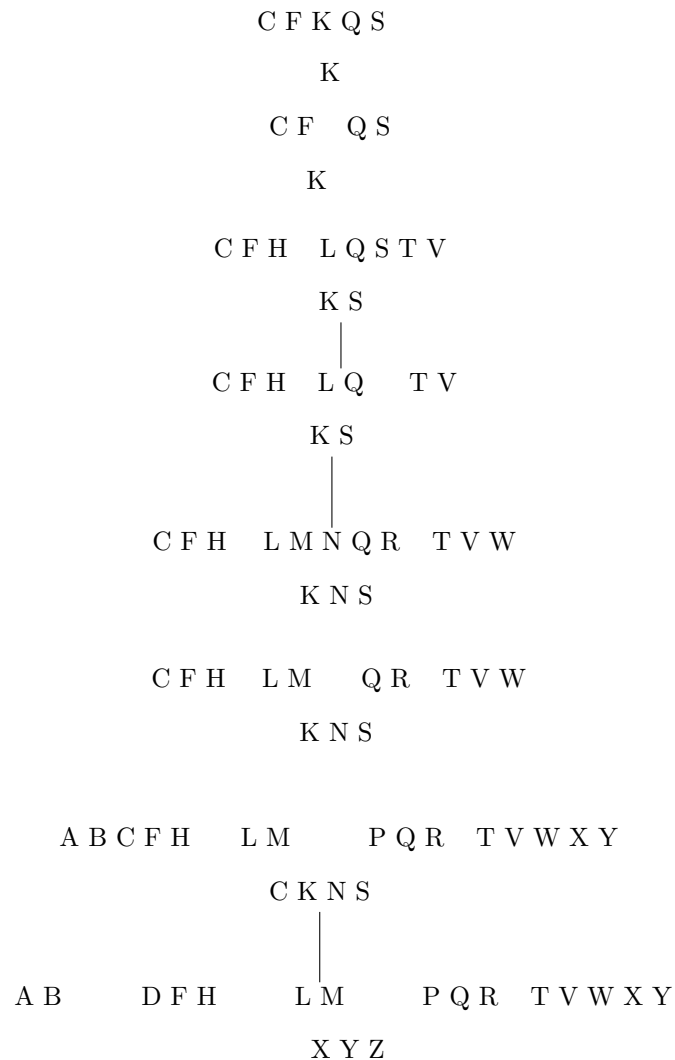 C F K Q S
K
C F Q S
K
C F H L Q S T V
K S
C F H L Q T V
K S
C F H L M N Q R T V W
K N S
C F H L M Q R T V W
K N S
A B C F H L M P Q R T V W X Y
C K N S
A B D F H L M P Q R T V W X Y
X Y Z